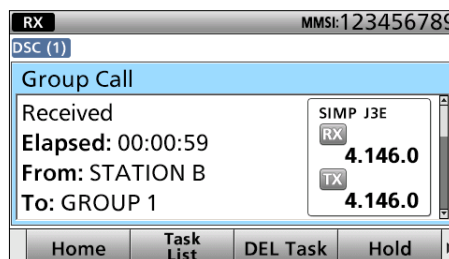 RX MMSI:123456789
DSC (1)
Group Call
Received
Elapsed: 00:00:59
From: STATION B
To: GROUP 1
SIMP J3E
RX
4.146.0
TX
4.146.0
Home Task List DEL Task Hold